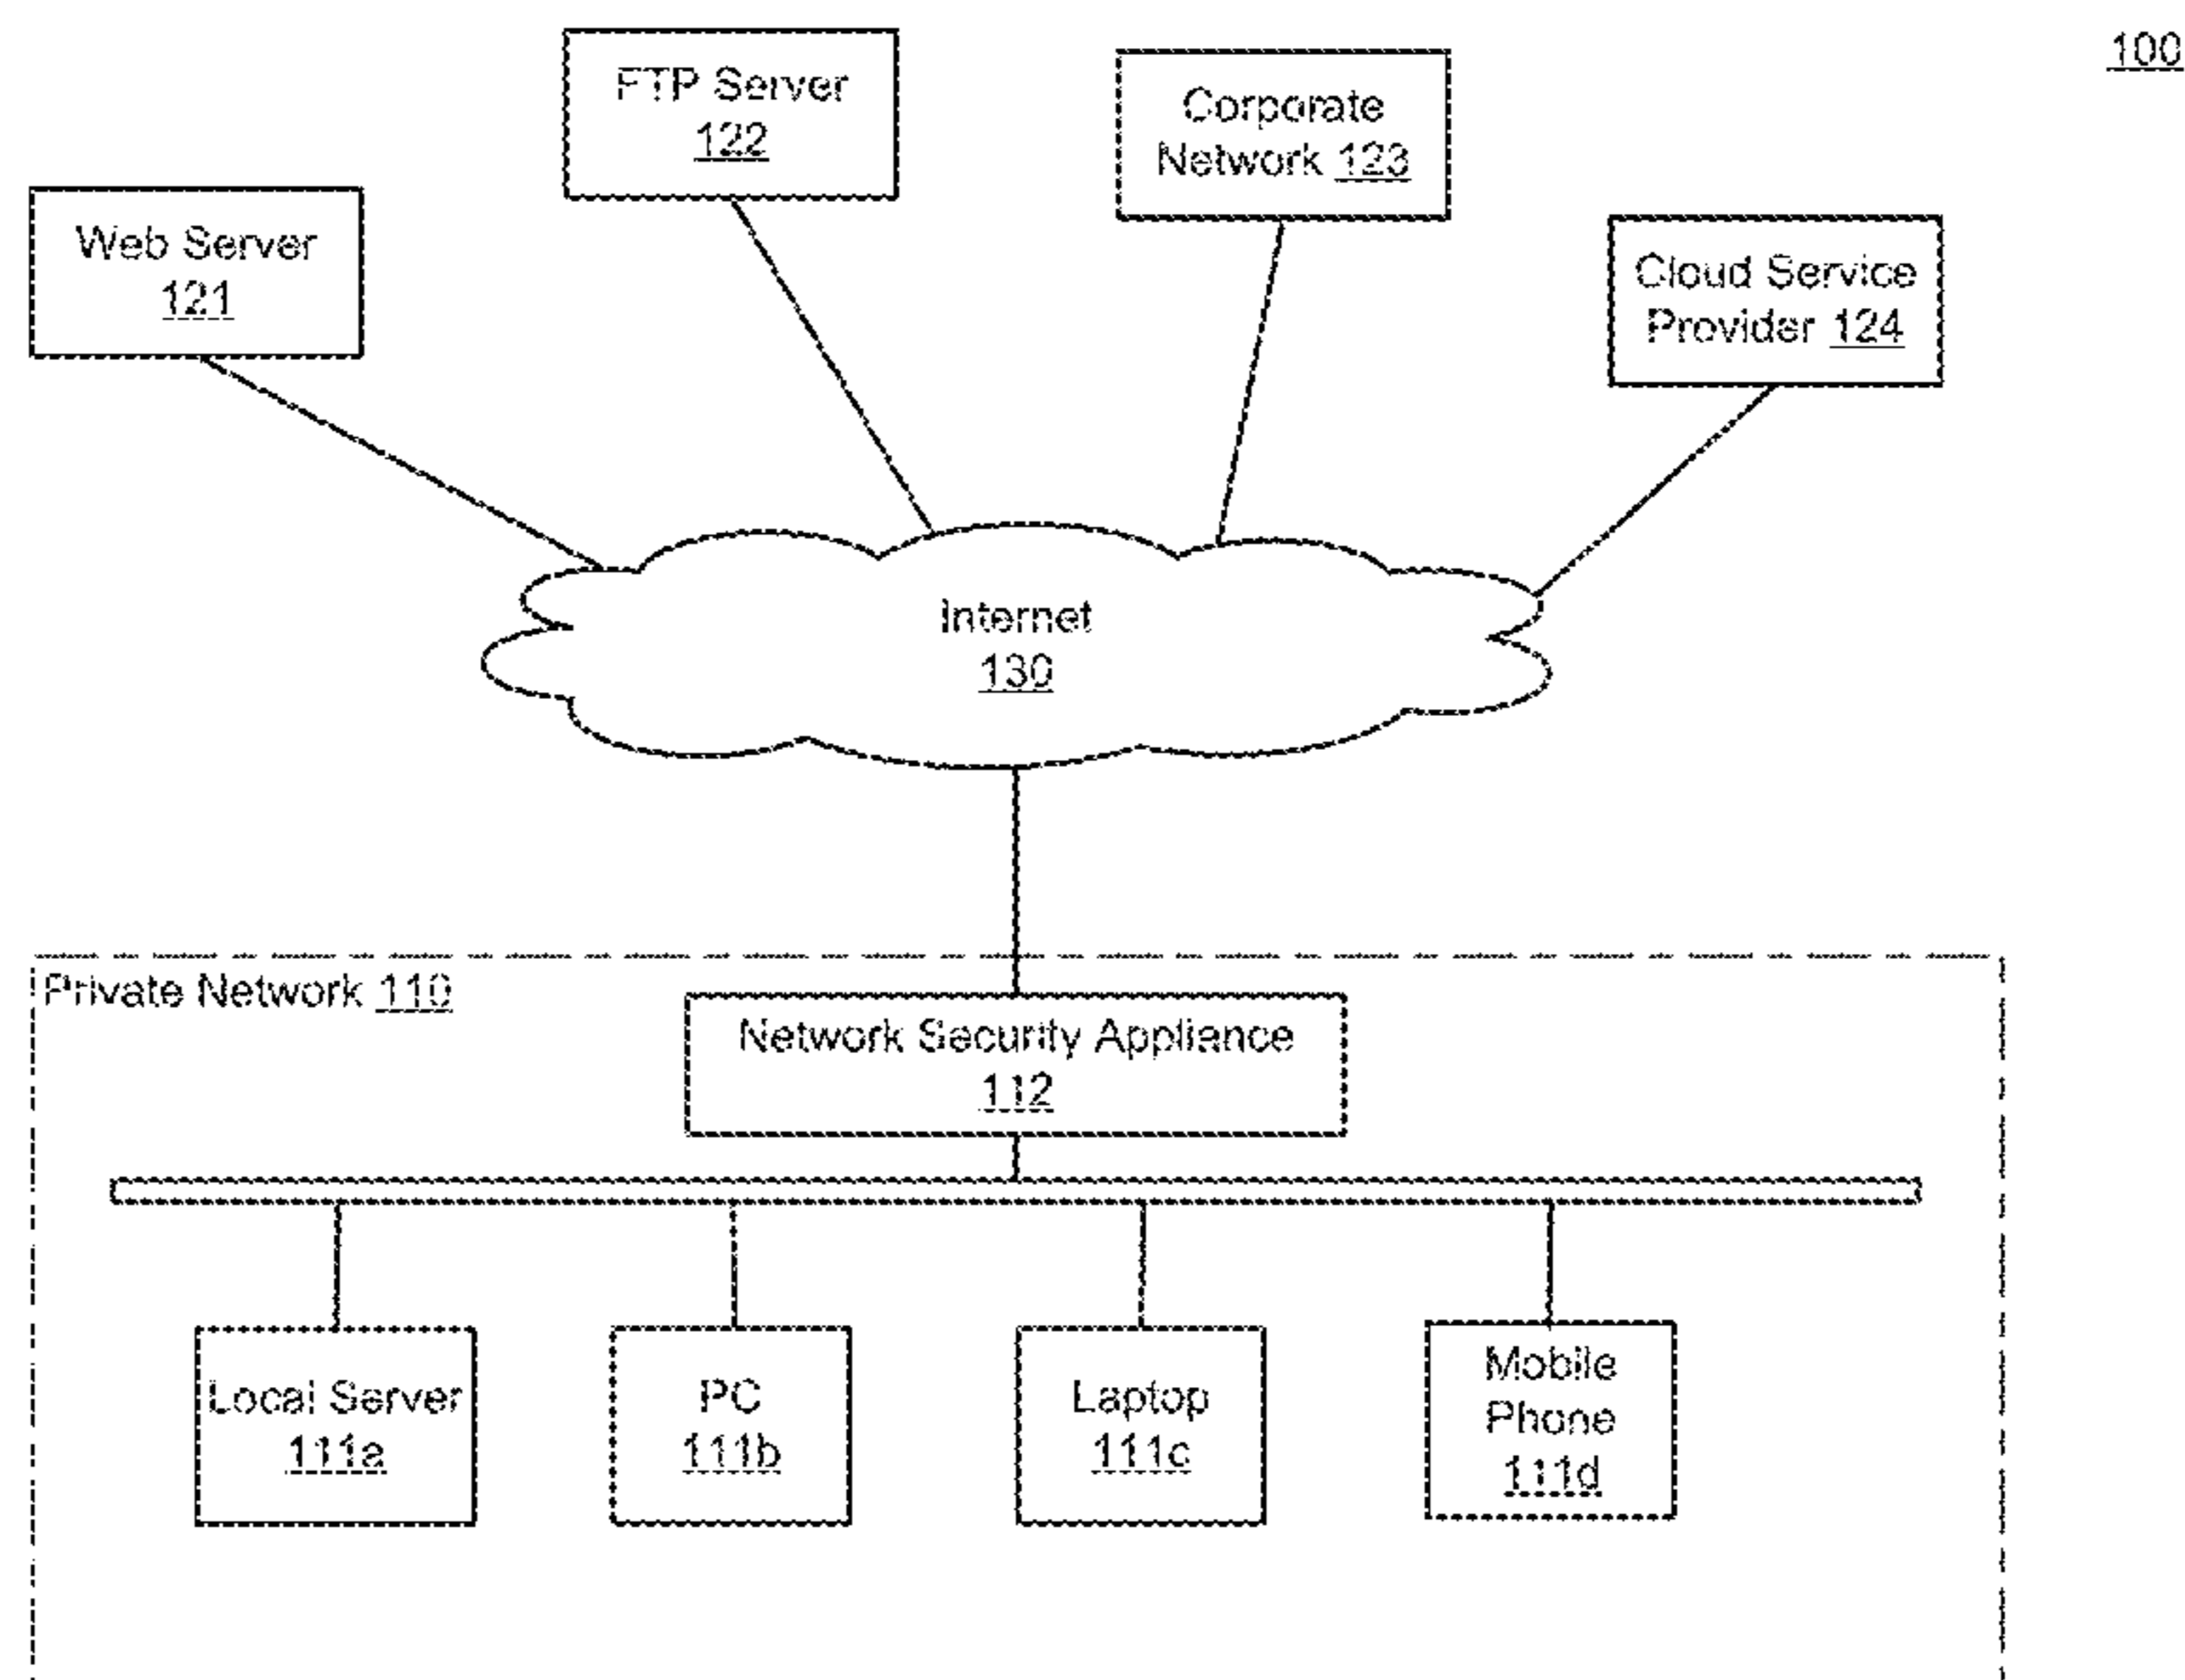 100
FTP Server
122
Corporate
Network 123
Web Server
121
Cloud Service
Provider 124
Internet
130
Private Network 110
Network Security Appliance
112
Local Server
111a
PC
111b
Laptop
111c
Mobile
Phone
111d